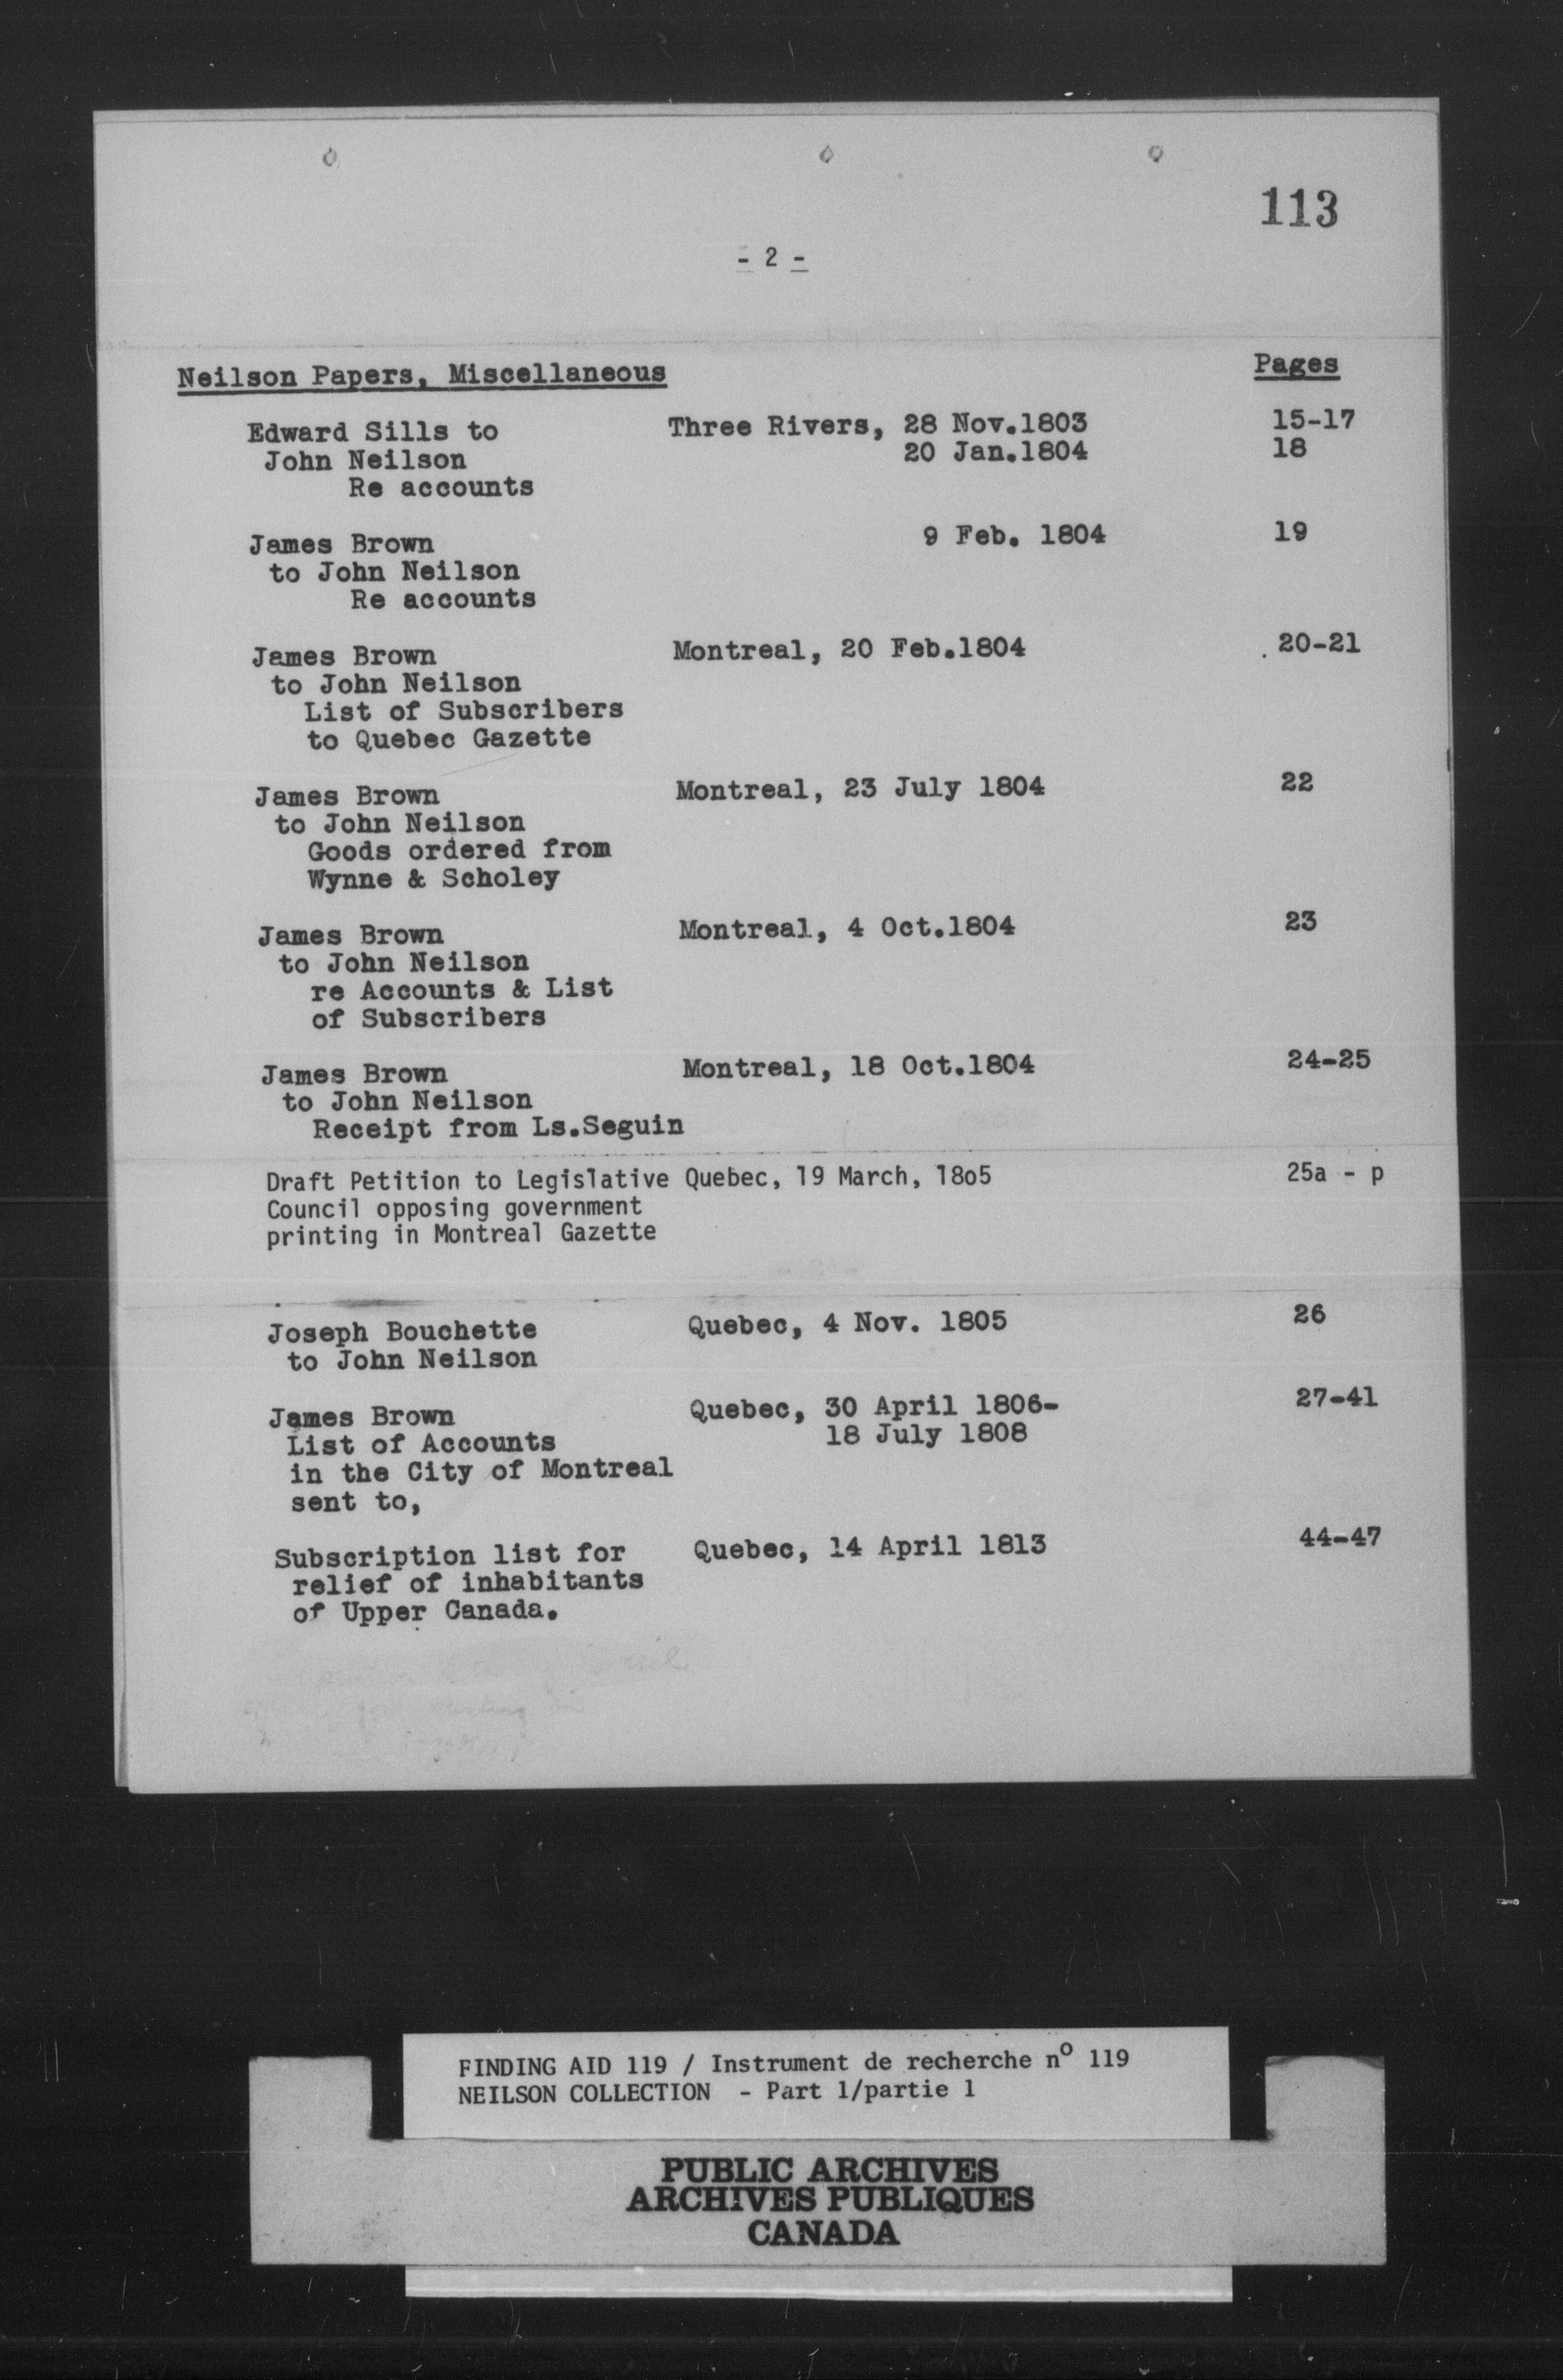 113
- 2 -
Neilson Papers, Miscellaneous Pages
Edward Sills to Three Rivers, 28 Nov.1803 15-17
John Neilson 20 Jan.1804 18
Re accounts
James Brown 9 Feb. 1804 19
to John Neilson
Re accounts
James Brown Montreal, 20 Feb.1804 20-21
to John Neilson
List of Subscribers
to Quebec Gazette
James Brown Montreal, 23 July 1804 22
to John Neilson
Goods ordered from
Wynne & Scholey
James Brown Montreal, 4 Oct.1804 23
to John Neilson
re Accounts & List
of Subscribers
James Brown Montreal, 18 Oct.1804 24-25
to John Neilson
Receipt from Ls.Seguin
Draft Petition to Legislative Quebec, 19 March, 18o5 25a - p
Council opposing government
printing in Montreal Gazette
Joseph Bouchette Quebec, 4 Nov. 1805 26
to John Neilson
James Brown Quebec, 30 April 1806- 27-41
List of Accounts 18 July 1808
in the City of Montreal
sent to,
Subscription list for Quebec, 14 April 1813 44-47
relief of inhabitants
of Upper Canada.
FINDING AID 119 / Instrument de recherche nº 119
NEILSON COLLECTION - Part 1/partie 1
PUBLIC ARCHIVES
ARCHIVES PUBLIQUES
CANADA